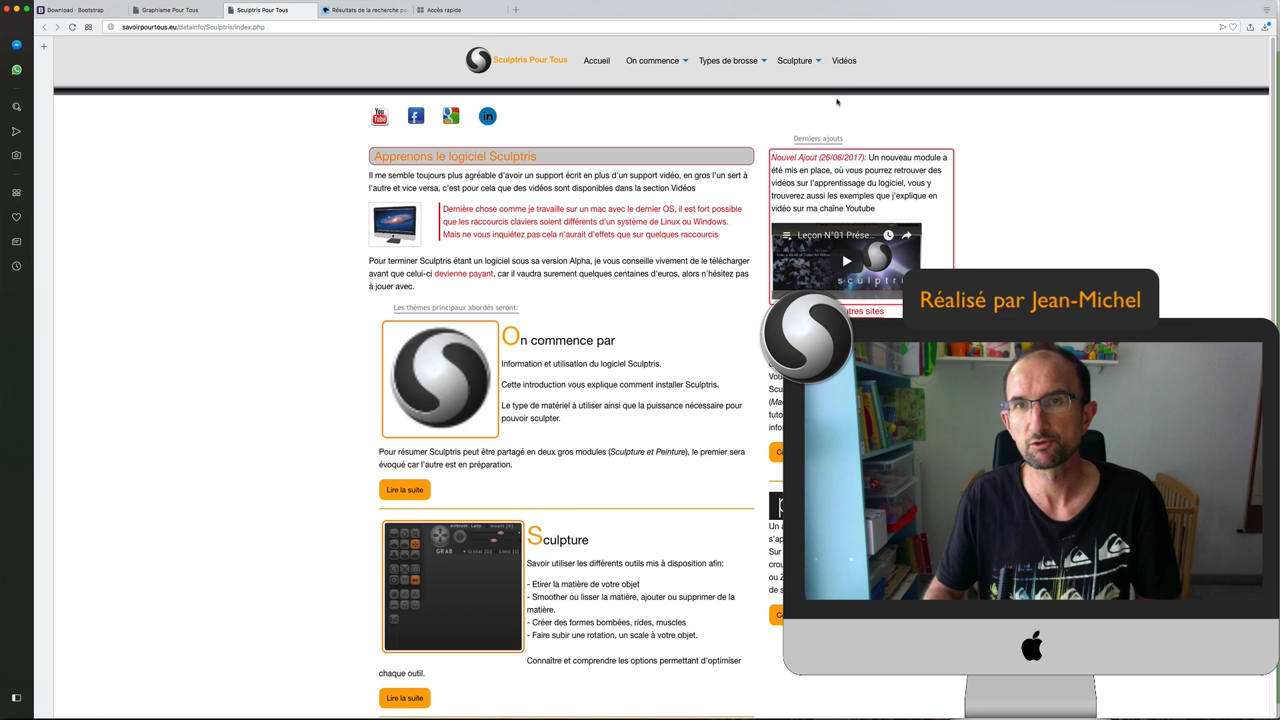 Download · Bootstrap
Graphisme Pour Tous
Sculptris Pour Tous
Résultats de la recherche po
Accès rapide
savoirpourtous.eu/dataInfo/Sculptris/index.php
Sculptris Pour Tous
Accueil
On commence
Types de brosse
Sculpture
Vidéos
You
Tube
in
Derniers ajouts
Apprenons le logiciel Sculptris
Il me semble toujours plus agréable d'avoir un support écrit en plus d'un support vidéo, en gros l'un sert à
l'autre et vice versa, c'est pour cela que des vidéos sont disponibles dans la section Vidéos
Dernière chose comme je travaille sur un mac avec le dernier OS, il est fort possible
que les raccourcis claviers soient différents d'un système de Linux ou Windows.
Mais ne vous inquiétez pas cela n'aurait d'effets que sur quelques raccourcis
Pour terminer Sculptris étant un logiciel sous sa version Alpha, je vous conseille vivement de le télécharger
avant que celui-ci devienne payant, car il vaudra surement quelques centaines d'euros, alors n'hésitez pas
à jouer avec.
Les thèmes principaux abordés seront:
On commence par
Information et utilisation du logiciel Sculptris.
Cette introduction vous explique comment installer Sculptris.
Le type de matériel à utiliser ainsi que la puissance nécessaire pour
pouvoir sculpter.
Pour résumer Sculptris peut être partagé en deux gros modules (Sculpture et Peinture), le premier sera
évoqué car l'autre est en préparation.
Lire la suite
GRAB
Sculpture
Savoir utiliser les différents outils mis à disposition afin:
- Etirer la matière de votre objet
- Smoother ou lisser la matière, ajouter ou supprimer de la
matière.
- Créer des formes bombées, rides, muscles
- Faire subir une rotation, un scale à votre objet.
Connaître et comprendre les options permettant d'optimiser
chaque outil.
Lire la suite
Nouvel Ajout (26/06/2017): Un nouveau module a
été mis en place, où vous pourrez retrouver des
vidéos sur l'apprentissage du logiciel, vous y
trouverez aussi les exemples que j'explique en
vidéo sur ma chaîne Youtube
Leçon N°01 Prése...
sculptri
utres sites
Réalisé par Jean-Michel